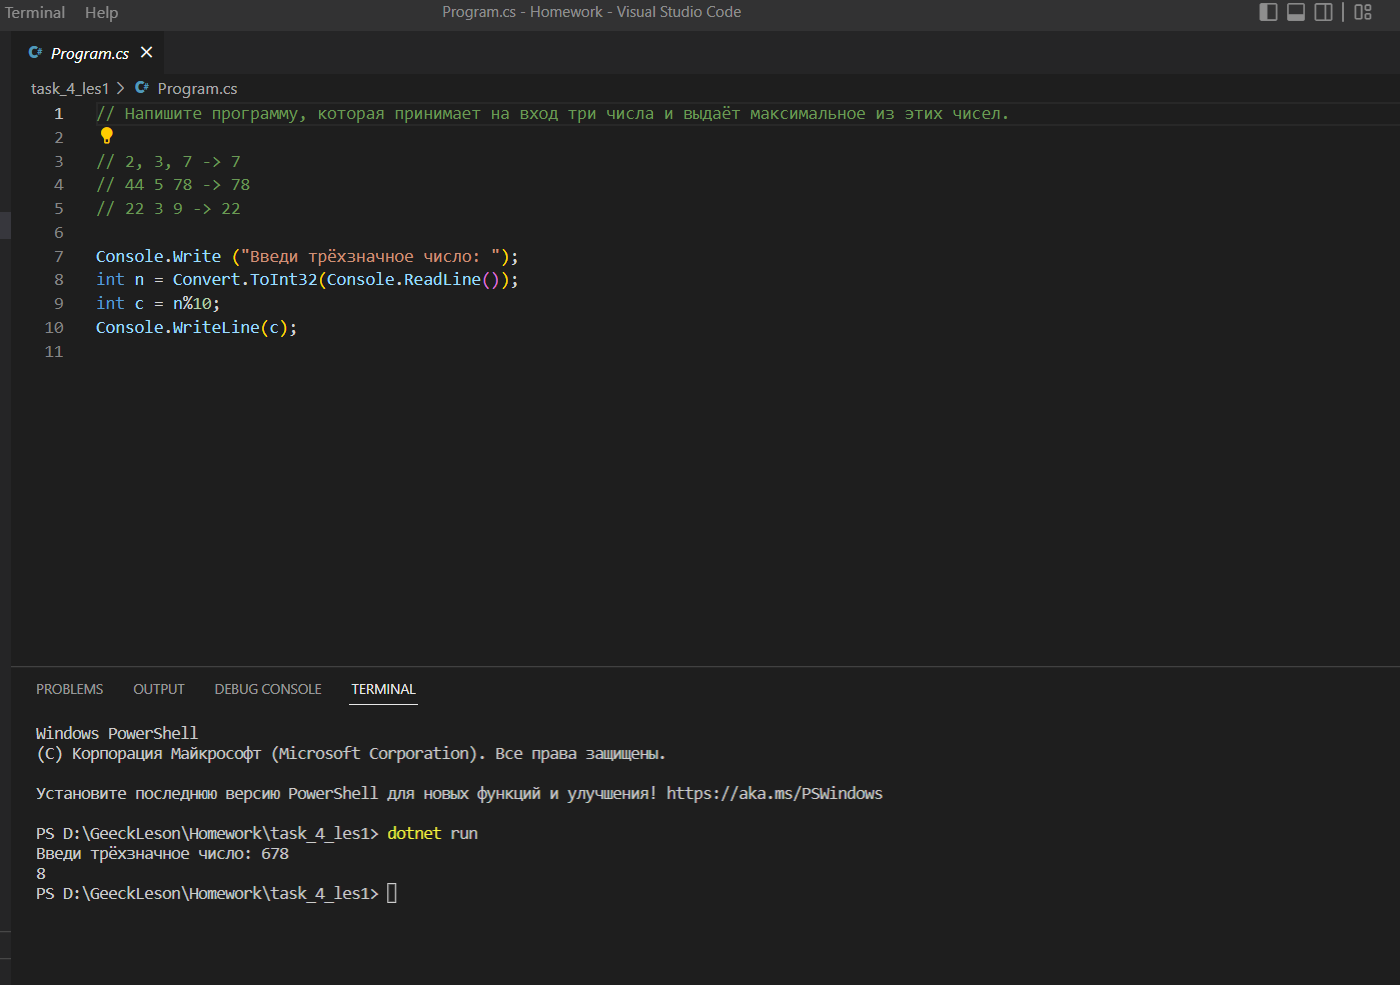 Terminal Help Program.cs - Homework - Visual Studio Code
Program.cs
task_4_les1 > Program.cs
1 // Напишите программу, которая принимает на вход три числа и выдаёт максимальное из этих чисел.
2
3 // 2, 3, 7 -> 7
4 // 44 5 78 -> 78
5 // 22 3 9 -> 22
6
7 Console.Write ("Введи трёхзначное число: ");
8 int n = Convert.ToInt32(Console.ReadLine());
9 int c = n%10;
10 Console.WriteLine(c);
11
PROBLEMS OUTPUT DEBUG CONSOLE TERMINAL
Windows PowerShell
(C) Корпорация Майкрософт (Microsoft Corporation). Все права защищены.
Установите последнюю версию PowerShell для новых функций и улучшения! https://aka.ms/PSWindows
PS D:\GeeckLeson\Homework\task_4_les1> dotnet run
Введи трёхзначное число: 678
8
PS D:\GeeckLeson\Homework\task_4_les1>